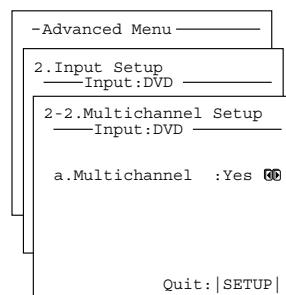 -Advanced Menu
2.Input Setup
Input:DVD
2-2.Multichannel Setup
Input:DVD
a.Multichannel :Yes
Quit:|SETUP|